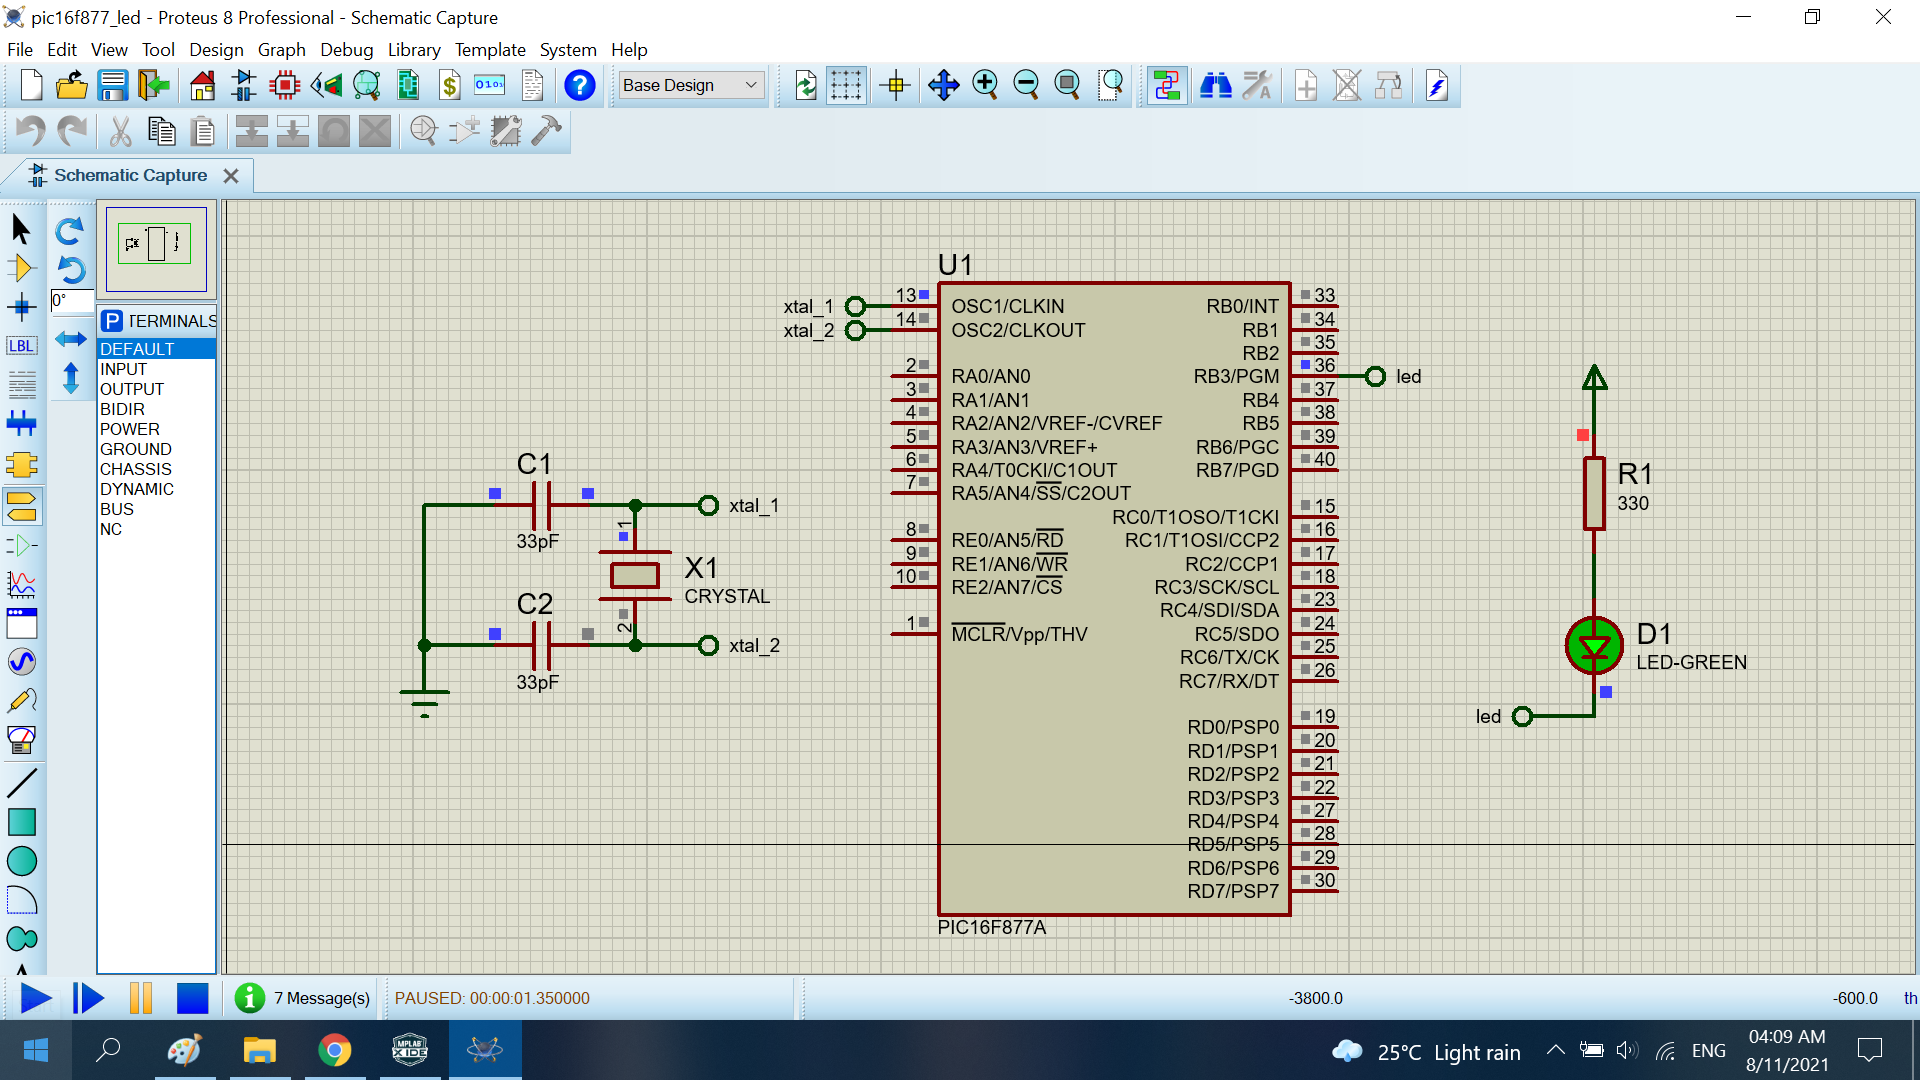 pic16f877_led - Proteus 8 Professional - Schematic Capture
File Edit View Tool Design Graph Debug Library Template System Help
Base Design
Schematic Capture
0°
P TERMINALS
DEFAULT
INPUT
OUTPUT
BIDIR
POWER
GROUND
CHASSIS
DYNAMIC
BUS
NC
LBL
C1
33pF
C2
33pF
X1
CRYSTAL
1
2
xtal_1
xtal_2
U1
xtal_1
xtal_2
13 OSC1/CLKIN
14 OSC2/CLKOUT
2 RA0/AN0
3 RA1/AN1
4 RA2/AN2/VREF-/CVREF
5 RA3/AN3/VREF+
6 RA4/T0CKI/C1OUT
7 RA5/AN4/SS/C2OUT
8 RE0/AN5/RD
9 RE1/AN6/WR
10 RE2/AN7/CS
1 MCLR/Vpp/THV
RB0/INT 33
RB1 34
RB2 35
RB3/PGM 36
RB4 37
RB5 38
RB6/PGC 39
RB7/PGD 40
RC0/T1OSO/T1CKI 15
RC1/T1OSI/CCP2 16
RC2/CCP1 17
RC3/SCK/SCL 18
RC4/SDI/SDA 23
RC5/SDO 24
RC6/TX/CK 25
RC7/RX/DT 26
RD0/PSP0 19
RD1/PSP1 20
RD2/PSP2 21
RD3/PSP3 22
RD4/PSP4 27
RD5/PSP5 28
RD6/PSP6 29
RD7/PSP7 30
PIC16F877A
led
R1
330
D1
LED-GREEN
led
7 Message(s)
PAUSED: 00:00:01.350000
-3800.0
-600.0
th
MPLAB
X IDE
25°C Light rain
ENG
04:09 AM
8/11/2021